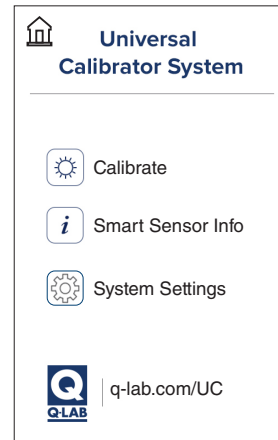 Universal
Calibrator System
Calibrate
i
Smart Sensor Info
System Settings
Q
Q-LAB
q-lab.com/UC